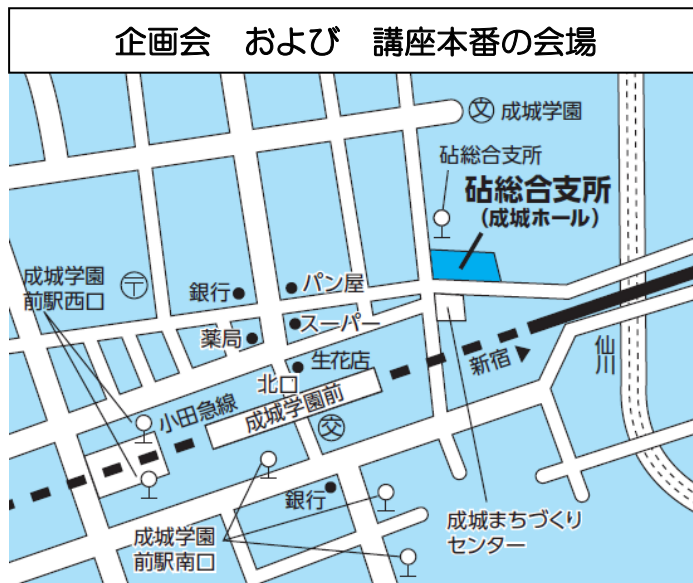 企画会　および　講座本番の会場
文 成城学園
砧総合支所
砧総合支所
(成城ホール)
成城学園
前駅西口
〒
銀行
パン屋
薬局
スーパー
生花店
北口
新宿
仙川
小田急線
成城学園前
交
銀行
成城学園
前駅南口
成城まちづくり
センター